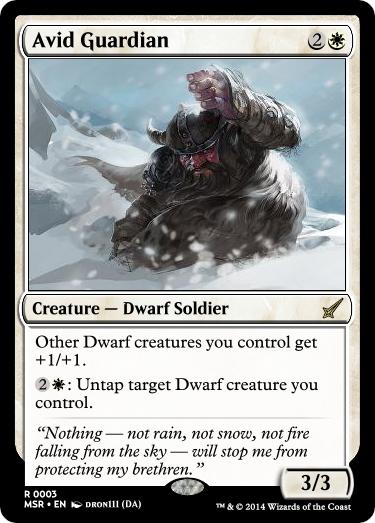 Avid Guardian 2
Creature — Dwarf Soldier
Other Dwarf creatures you control get
+1/+1.
2 : Untap target Dwarf creature you
control.
“Nothing — not rain, not snow, not fire
falling from the sky — will stop me from
protecting my brethren.”
3/3
R 0003
MSR • EN DRON111 (DA)
™ & © 2014 Wizards of the Coast